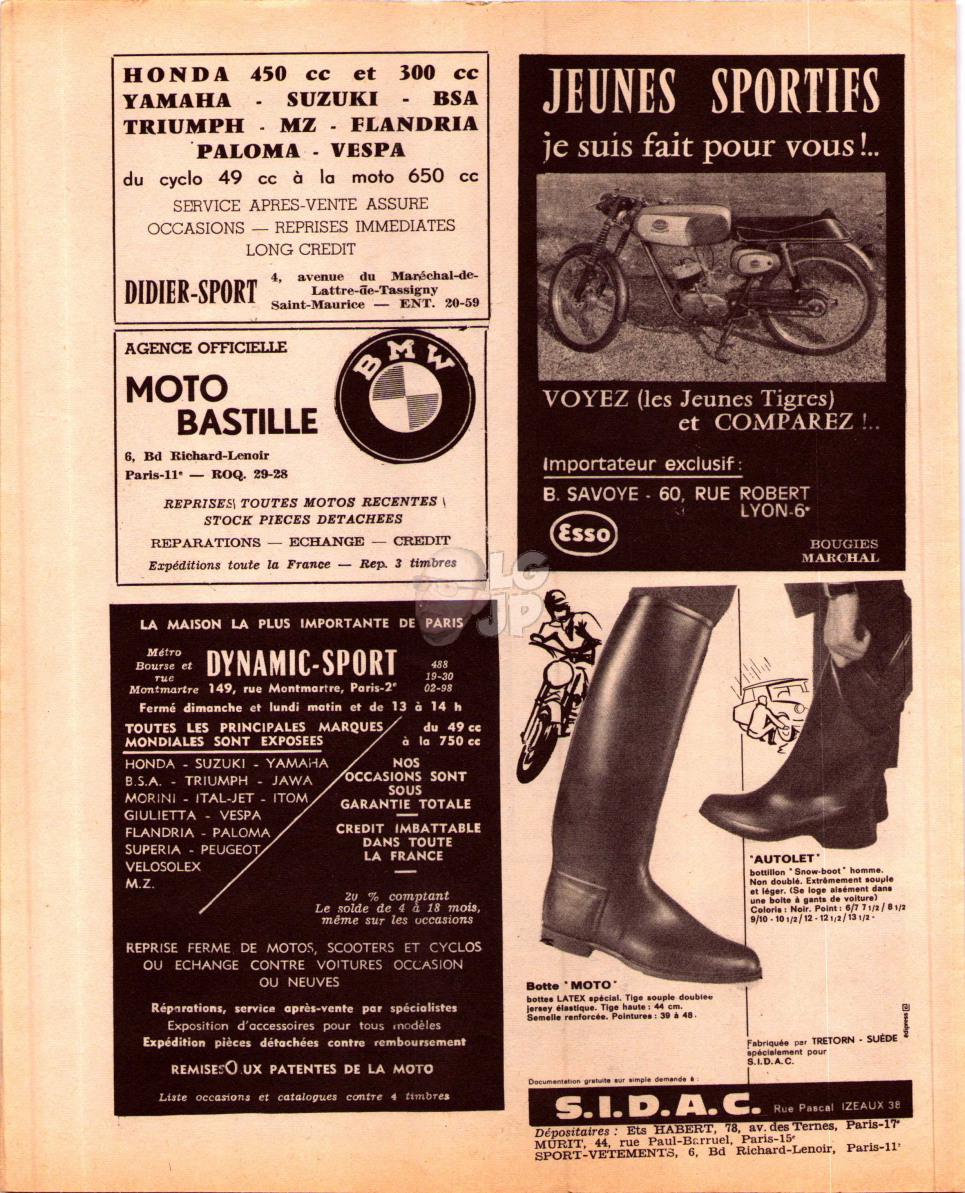 HONDA 450 cc et 300 cc
YAMAHA - SUZUKI - BSA
TRIUMPH - MZ - FLANDRIA
PALOMA - VESPA
du cyclo 49 cc à la moto 650 cc
SERVICE APRES-VENTE ASSURE
OCCASIONS — REPRISES IMMEDIATES
LONG CREDIT
DIDIER-SPORT
4, avenue du Maréchal-de-
Lattre-de-Tassigny
Saint-Maurice — ENT. 20-59
AGENCE OFFICIELLE
BMW
MOTO
BASTILLE
6, Bd Richard-Lenoir
Paris-11e — ROQ. 29-28
REPRISES\ TOUTES MOTOS RECENTES \
STOCK PIECES DETACHEES
REPARATIONS — ECHANGE — CREDIT
Expéditions toute la France — Rep. 3 timbres
LA MAISON LA PLUS IMPORTANTE DE PARIS
Métro
Bourse et
rue
Montmartre
DYNAMIC-SPORT
149, rue Montmartre, Paris-2e
488
19-30
02-98
Fermé dimanche et lundi matin et de 13 à 14 h
TOUTES LES PRINCIPALES MARQUES
MONDIALES SONT EXPOSEES
du 49 cc
à la 750 cc
HONDA - SUZUKI - YAMAHA
B.S.A. - TRIUMPH - JAWA
MORINI - ITAL-JET - ITOM
GIULIETTA - VESPA
FLANDRIA - PALOMA
SUPERIA - PEUGEOT
VELOSOLEX
M.Z.
NOS
OCCASIONS SONT
SOUS
GARANTIE TOTALE
CREDIT IMBATTABLE
DANS TOUTE
LA FRANCE
20 % comptant
Le solde de 4 à 18 mois,
même sur les occasions
REPRISE FERME DE MOTOS, SCOOTERS ET CYCLOS
OU ECHANGE CONTRE VOITURES OCCASION
OU NEUVES
Réparations, service après-vente par spécialistes
Exposition d'accessoires pour tous modèles
Expédition pièces détachées contre remboursement
REMISES UX PATENTES DE LA MOTO
Liste occasions et catalogues contre 4 timbres
JEUNES SPORTIFS
je suis fait pour vous !..
VOYEZ (les Jeunes Tigres)
et COMPAREZ !..
Importateur exclusif :
B. SAVOYE - 60, RUE ROBERT
LYON-6e
Esso
BOUGIES
MARCHAL
LG
JP
"AUTOLET"
bottillon "Snow-boot" homme.
Non doublé. Extrêmement souple
et léger. (Se loge aisément dans
une boite à gants de voiture)
Coloris : Noir. Point : 6/7 7 1/2 / 8 1/2
9/10 - 10 1/2 / 12 - 12 1/2 / 13 1/2 -
Botte "MOTO"
bottes LATEX spécial. Tige souple doublée
jersey élastique. Tige haute : 44 cm.
Semelle renforcée. Pointures : 39 à 48.
édipress
Fabriquée par TRETORN - SUÈDE
spécialement pour
S.I.D.A.C.
Documentation gratuite sur simple demande à :
S.I.D.A.C. Rue Pascal IZEAUX 38
Dépositaires : Ets HABERT, 78, av. des Ternes, Paris-17e
MURIT, 44, rue Paul-Barruel, Paris-15e
SPORT-VETEMENTS, 6, Bd Richard-Lenoir, Paris-11e